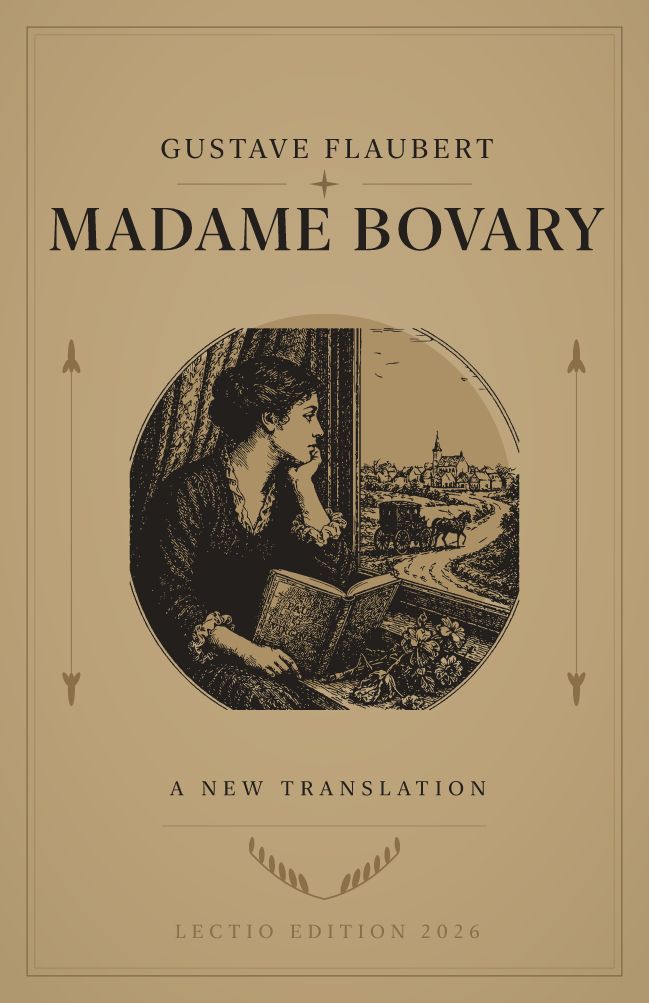 GUSTAVE FLAUBERT
MADAME BOVARY
A NEW TRANSLATION
LECTIO EDITION 2026